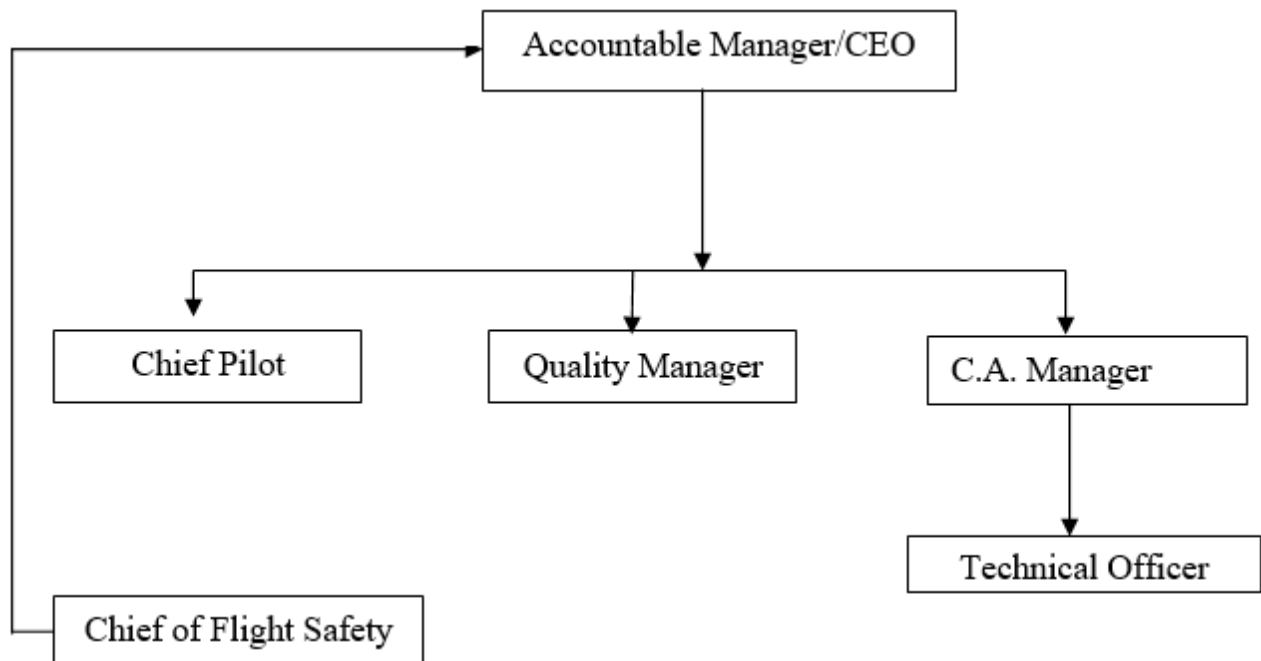 Accountable Manager/CEO
Chief Pilot
Quality Manager
C.A. Manager
Technical Officer
Chief of Flight Safety